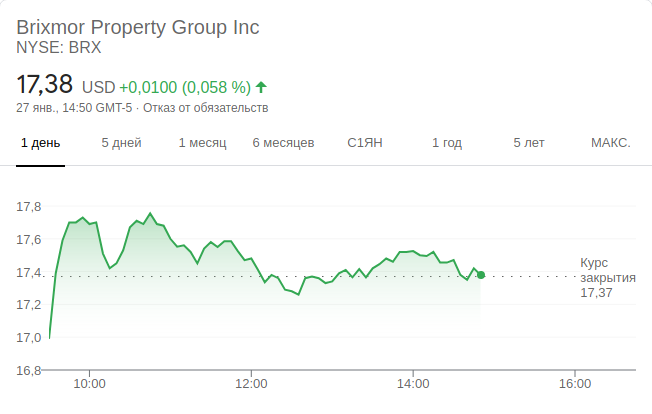 Brixmor Property Group Inc
NYSE: BRX
17,38 USD +0,0100 (0,058 %)
27 янв., 14:50 GMT-5 · Отказ от обязательств
1 день 5 дней 1 месяц 6 месяцев С1ЯН 1 год 5 лет МАКС.
17,8
17,6
17,4
17,2
17,0
16,8
Курс
закрытия
17,37
10:00 12:00 14:00 16:00